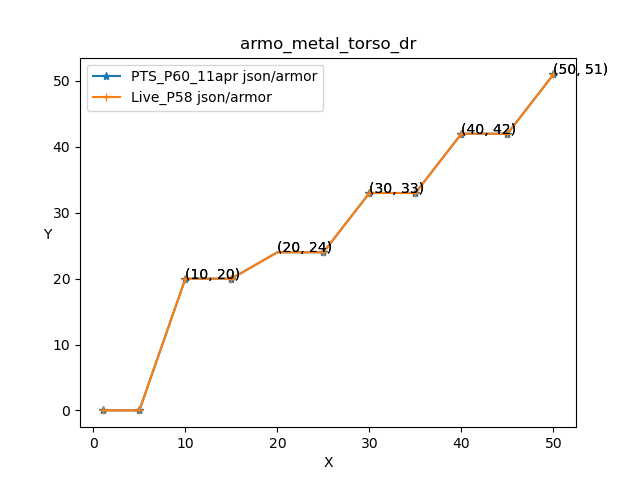 armo_metal_torso_dr
PTS_P60_11apr json/armor
Live_P58 json/armor
(50, 51)
(40, 42)
(30, 33)
(20, 24)
(10, 20)
50
40
30
20
10
0
Y
0 10 20 30 40 50
X